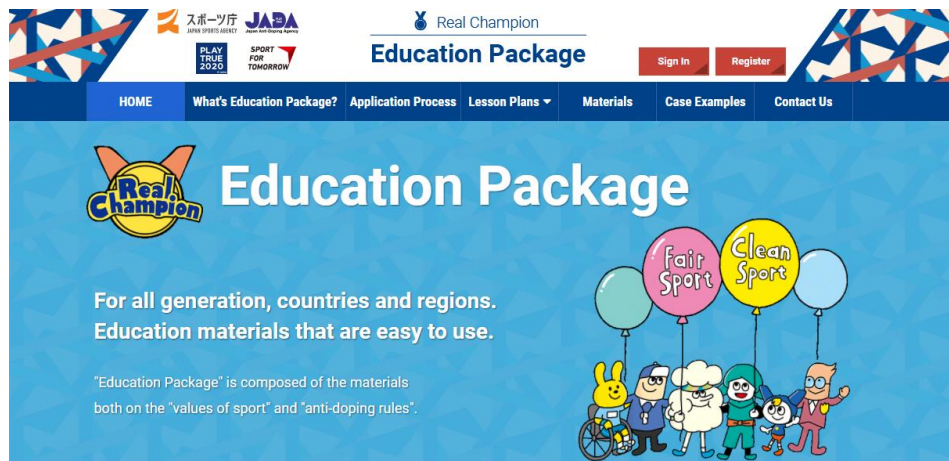 スポーツ庁
JAPAN SPORTS AGENCY
JADA
Japan Anti-Doping Agency
PLAY
TRUE
2020
SPORT
FOR
TOMORROW
Real Champion
Education Package
Sign In
Register
HOME
What's Education Package?
Application Process
Lesson Plans
Materials
Case Examples
Contact Us
Real
Champion
Education Package
Fair
Sport
Clean
Sport
For all generation, countries and regions.
Education materials that are easy to use.
"Education Package" is composed of the materials
both on the "values of sport" and "anti-doping rules".